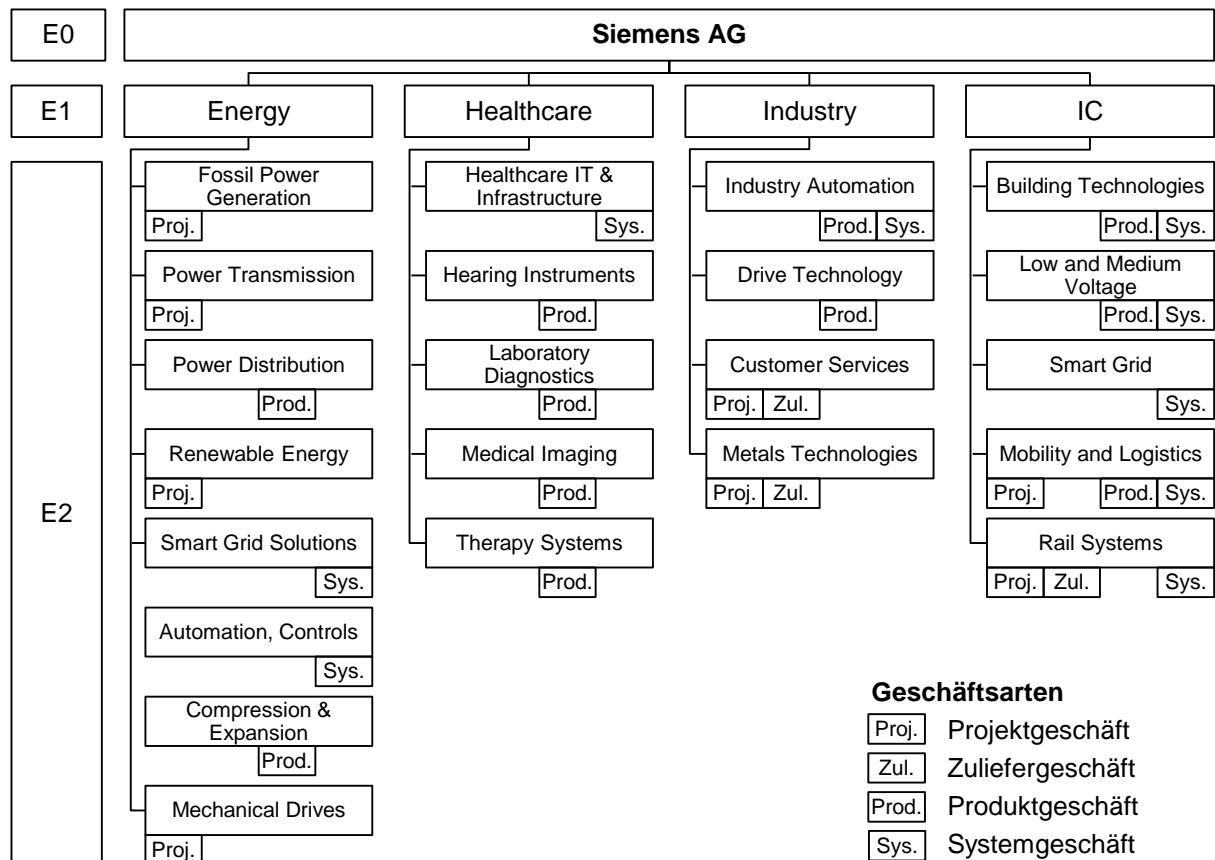 E0
Siemens AG
E1
Energy
Healthcare
Industry
IC
E2
Fossil Power
Generation
Proj.
Power Transmission
Proj.
Power Distribution
Prod.
Renewable Energy
Proj.
Smart Grid Solutions
Sys.
Automation, Controls
Sys.
Compression &
Expansion
Prod.
Mechanical Drives
Proj.
Healthcare IT &
Infrastructure
Sys.
Hearing Instruments
Prod.
Laboratory
Diagnostics
Prod.
Medical Imaging
Prod.
Therapy Systems
Prod.
Industry Automation
Prod. Sys.
Drive Technology
Prod.
Customer Services
Proj. Zul.
Metals Technologies
Proj. Zul.
Building Technologies
Prod. Sys.
Low and Medium
Voltage
Prod. Sys.
Smart Grid
Sys.
Mobility and Logistics
Proj. Prod. Sys.
Rail Systems
Proj. Zul. Sys.
Geschäftsarten
Proj. Projektgeschäft
Zul. Zuliefergeschäft
Prod. Produktgeschäft
Sys. Systemgeschäft